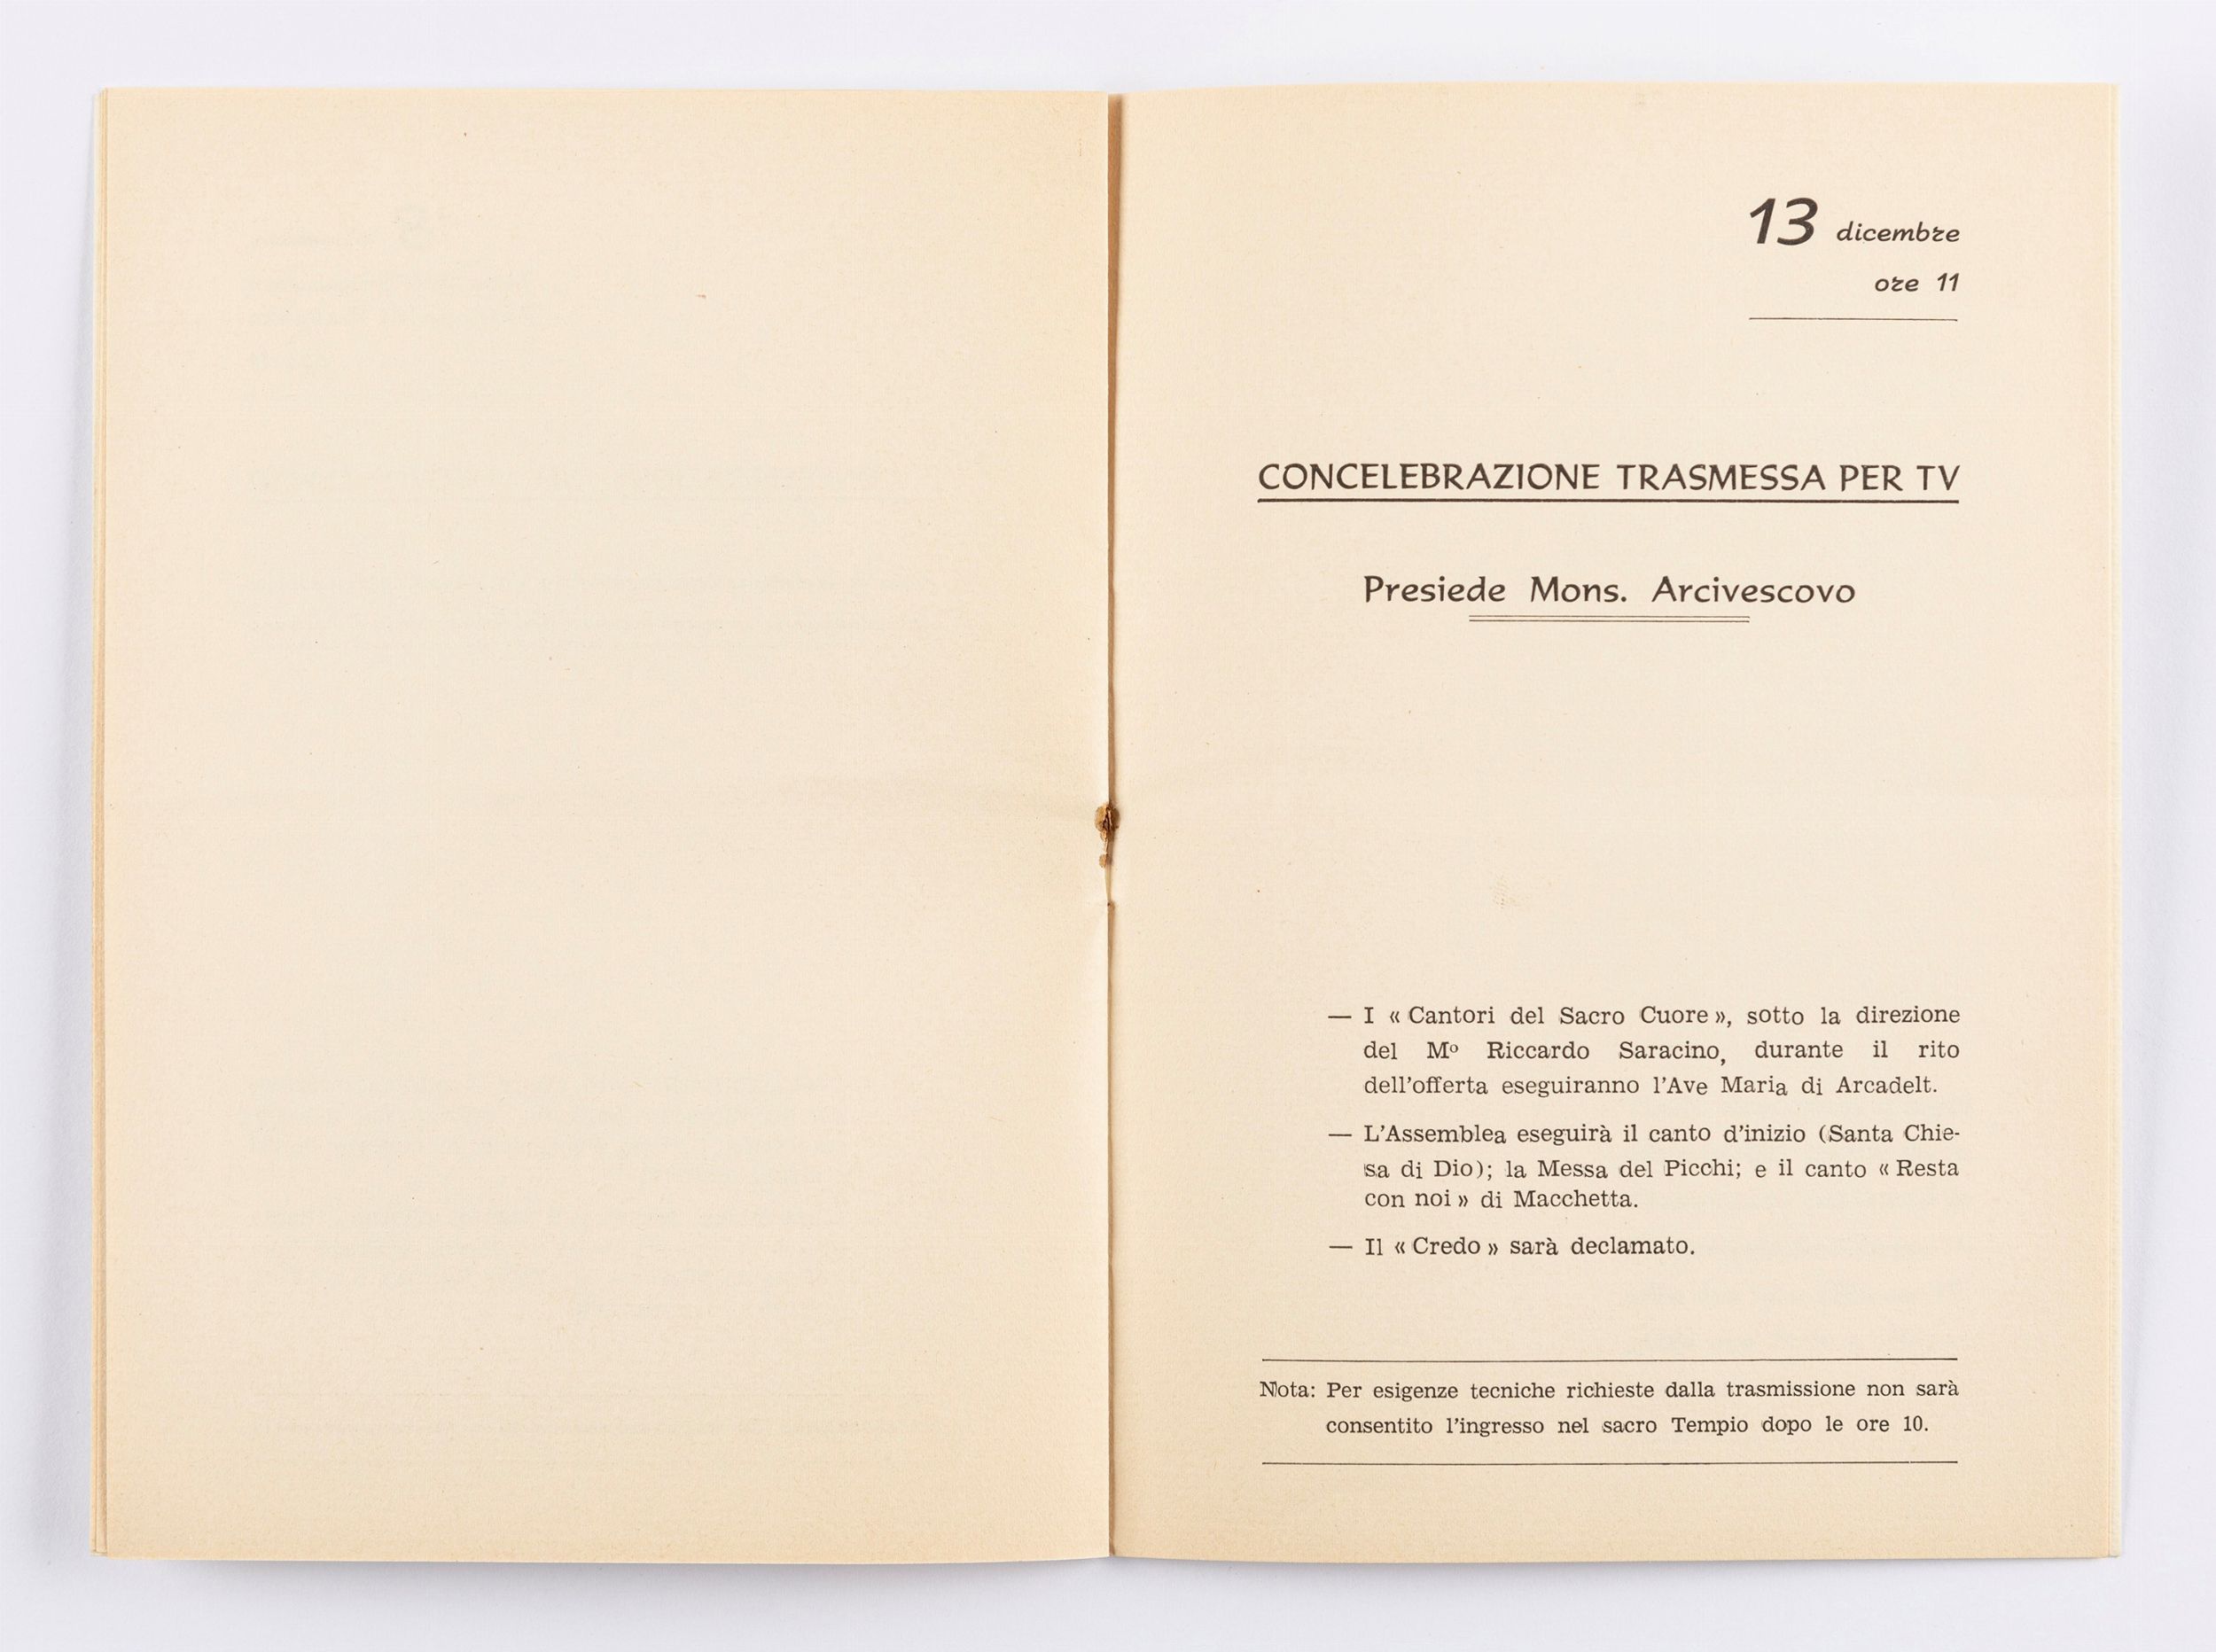 13 dicembre
ore 11
CONCELEBRAZIONE TRASMESSA PER TV
Presiede Mons. Arcivescovo
— I « Cantori del Sacro Cuore », sotto la direzione
del Mº Riccardo Saracino, durante il rito
dell'offerta eseguiranno l'Ave Maria di Arcadelt.
— L'Assemblea eseguirà il canto d'inizio (Santa Chie-
sa di Dio); la Messa del Picchi; e il canto « Resta
con noi » di Macchetta.
— Il « Credo » sarà declamato.
Nota: Per esigenze tecniche richieste dalla trasmissione non sarà
consentito l'ingresso nel sacro Tempio dopo le ore 10.